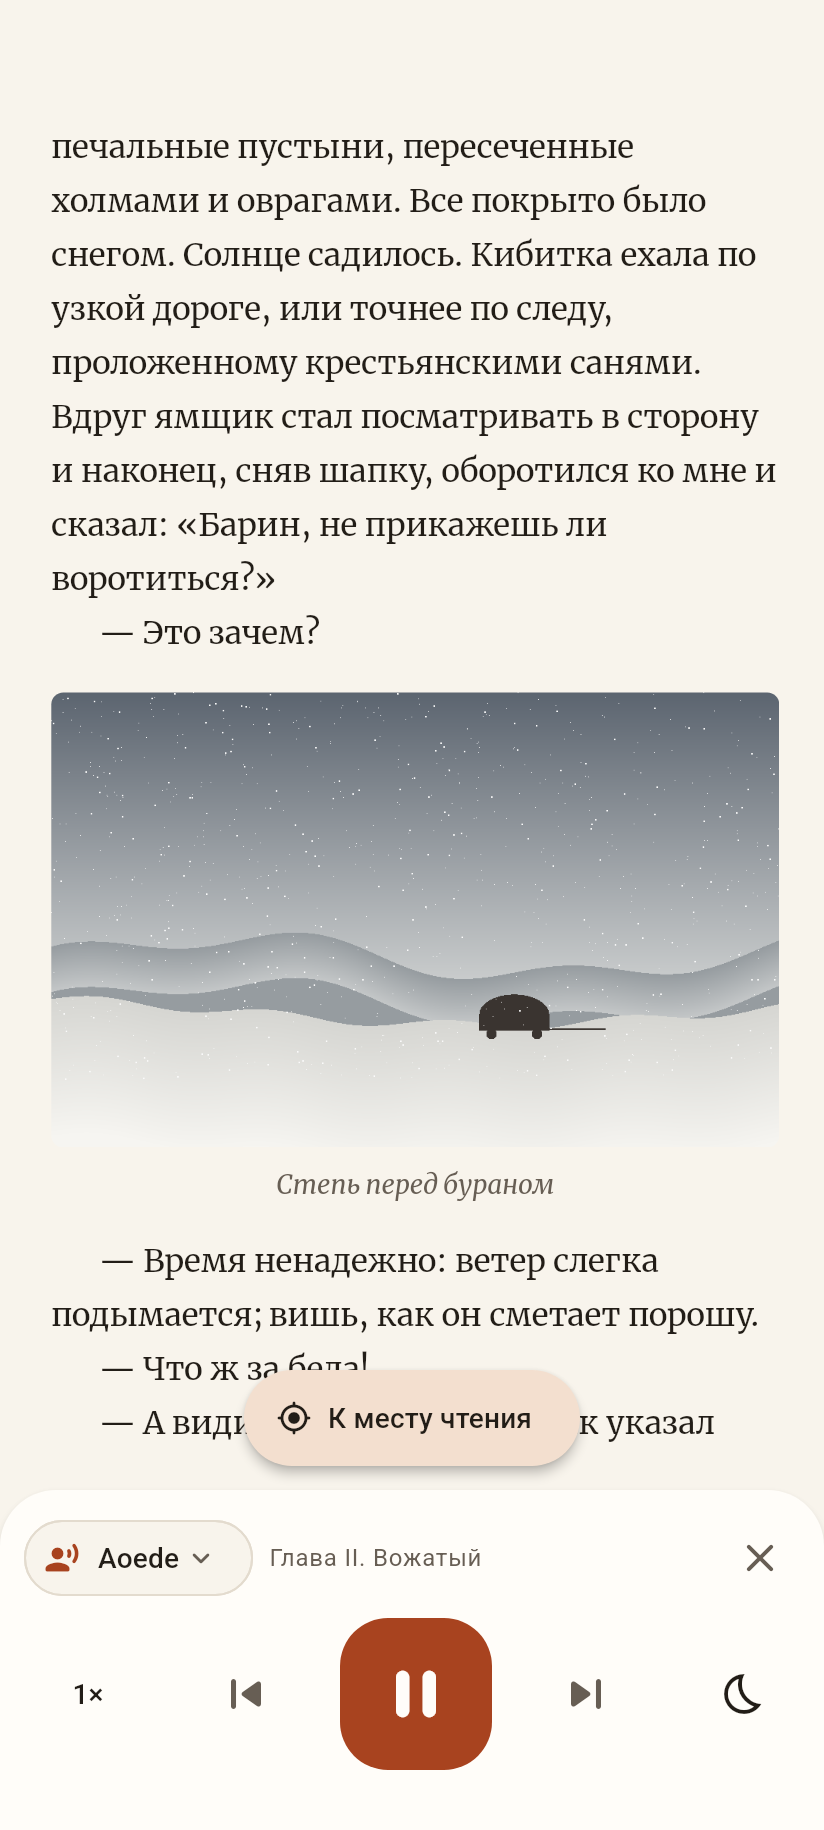 печальные пустыни, пересеченные
холмами и оврагами. Все покрыто было
снегом. Солнце садилось. Кибитка ехала по
узкой дороге, или точнее по следу,
проложенному крестьянскими санями.
Вдруг ямщик стал посматривать в сторону
и наконец, сняв шапку, оборотился ко мне и
сказал: «Барин, не прикажешь ли
воротиться?»
— Это зачем?
Степь перед бураном
— Время ненадежно: ветер слегка
подымается; вишь, как он сметает порошу.
— Что ж за беда!
— А указал
К месту чтения
Aoede
Глава II. Вожатый
1×